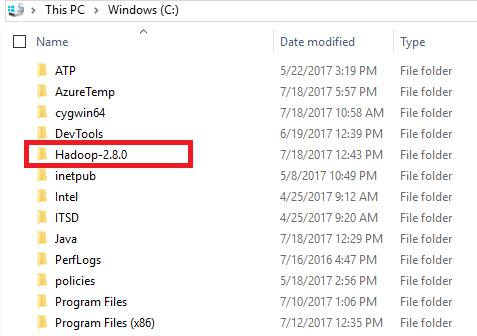 This PC > Windows (C:)
Name Date modified Type
ATP 5/22/2017 3:19 PM File folder
AzureTemp 7/18/2017 5:57 PM File folder
cygwin64 7/18/2017 10:58 AM File folder
DevTools 6/19/2017 12:39 PM File folder
Hadoop-2.8.0 7/18/2017 12:43 PM File folder
inetpub 5/8/2017 10:49 PM File folder
Intel 4/25/2017 9:12 AM File folder
ITSD 4/25/2017 9:20 AM File folder
Java 7/18/2017 12:29 PM File folder
PerfLogs 7/16/2016 4:47 PM File folder
policies 5/18/2017 2:56 PM File folder
Program Files 7/10/2017 1:06 PM File folder
Program Files (x86) 7/12/2017 12:35 PM File folder